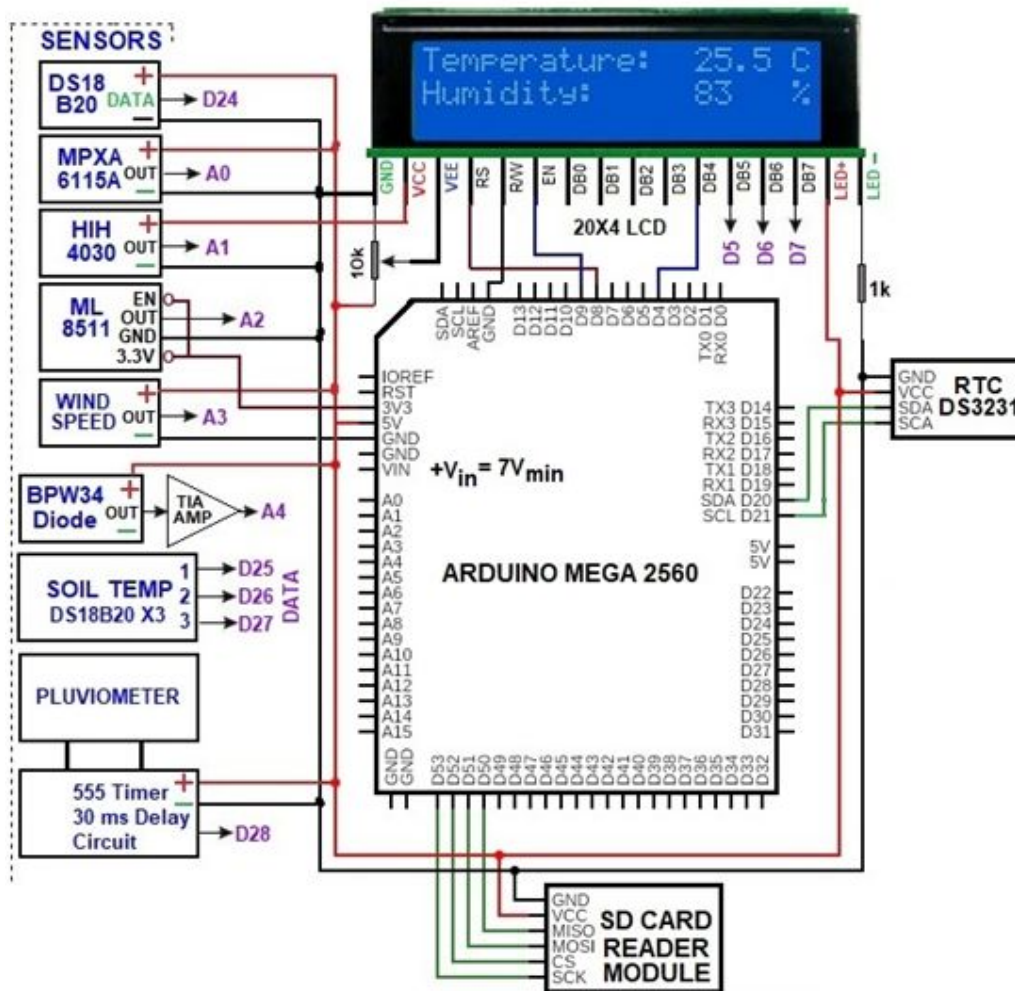 SENSORS
DS18
B20
+
DATA
D24
−
MPXA
6115A
+
OUT
A0
−
HIH
4030
+
OUT
A1
−
ML
8511
EN
OUT
GND
3.3V
A2
WIND
SPEED
+
OUT
A3
−
BPW34
Diode
+
OUT
−
TIA
AMP
A4
SOIL TEMP
DS18B20 X3
1
2
3
D25
D26
D27
DATA
PLUVIOMETER
555 Timer
30 ms Delay
Circuit
+
−
D28
Temperature: 25.5 C
Humidity: 83 %
GND
VCC
VEE
RS
R/W
EN
DB0
DB1
DB2
DB3
DB4
DB5
DB6
DB7
LED+
LED−
20X4 LCD
D5
D6
D7
10k
1k
SDA
SCL
AREF
GND
D13
D12
D11
D10
D9
D8
D7
D6
D5
D4
D3
D2
TX0 D1
RX0 D0
IOREF
RST
3V3
5V
GND
GND
VIN
A0
A1
A2
A3
A4
A5
A6
A7
A8
A9
A10
A11
A12
A13
A14
A15
+Vin= 7Vmin
ARDUINO MEGA 2560
TX3 D14
RX3 D15
TX2 D16
RX2 D17
TX1 D18
RX1 D19
SDA D20
SCL D21
5V
5V
D22
D23
D24
D25
D26
D27
D28
D29
D30
D31
GND
GND
D53
D52
D51
D50
D49
D48
D47
D46
D45
D44
D43
D42
D41
D40
D39
D38
D37
D36
D35
D34
D33
D32
GND
VCC
SDA
SCA
RTC
DS3231
GND
VCC
MISO
MOSI
CS
SCK
SD CARD
READER
MODULE